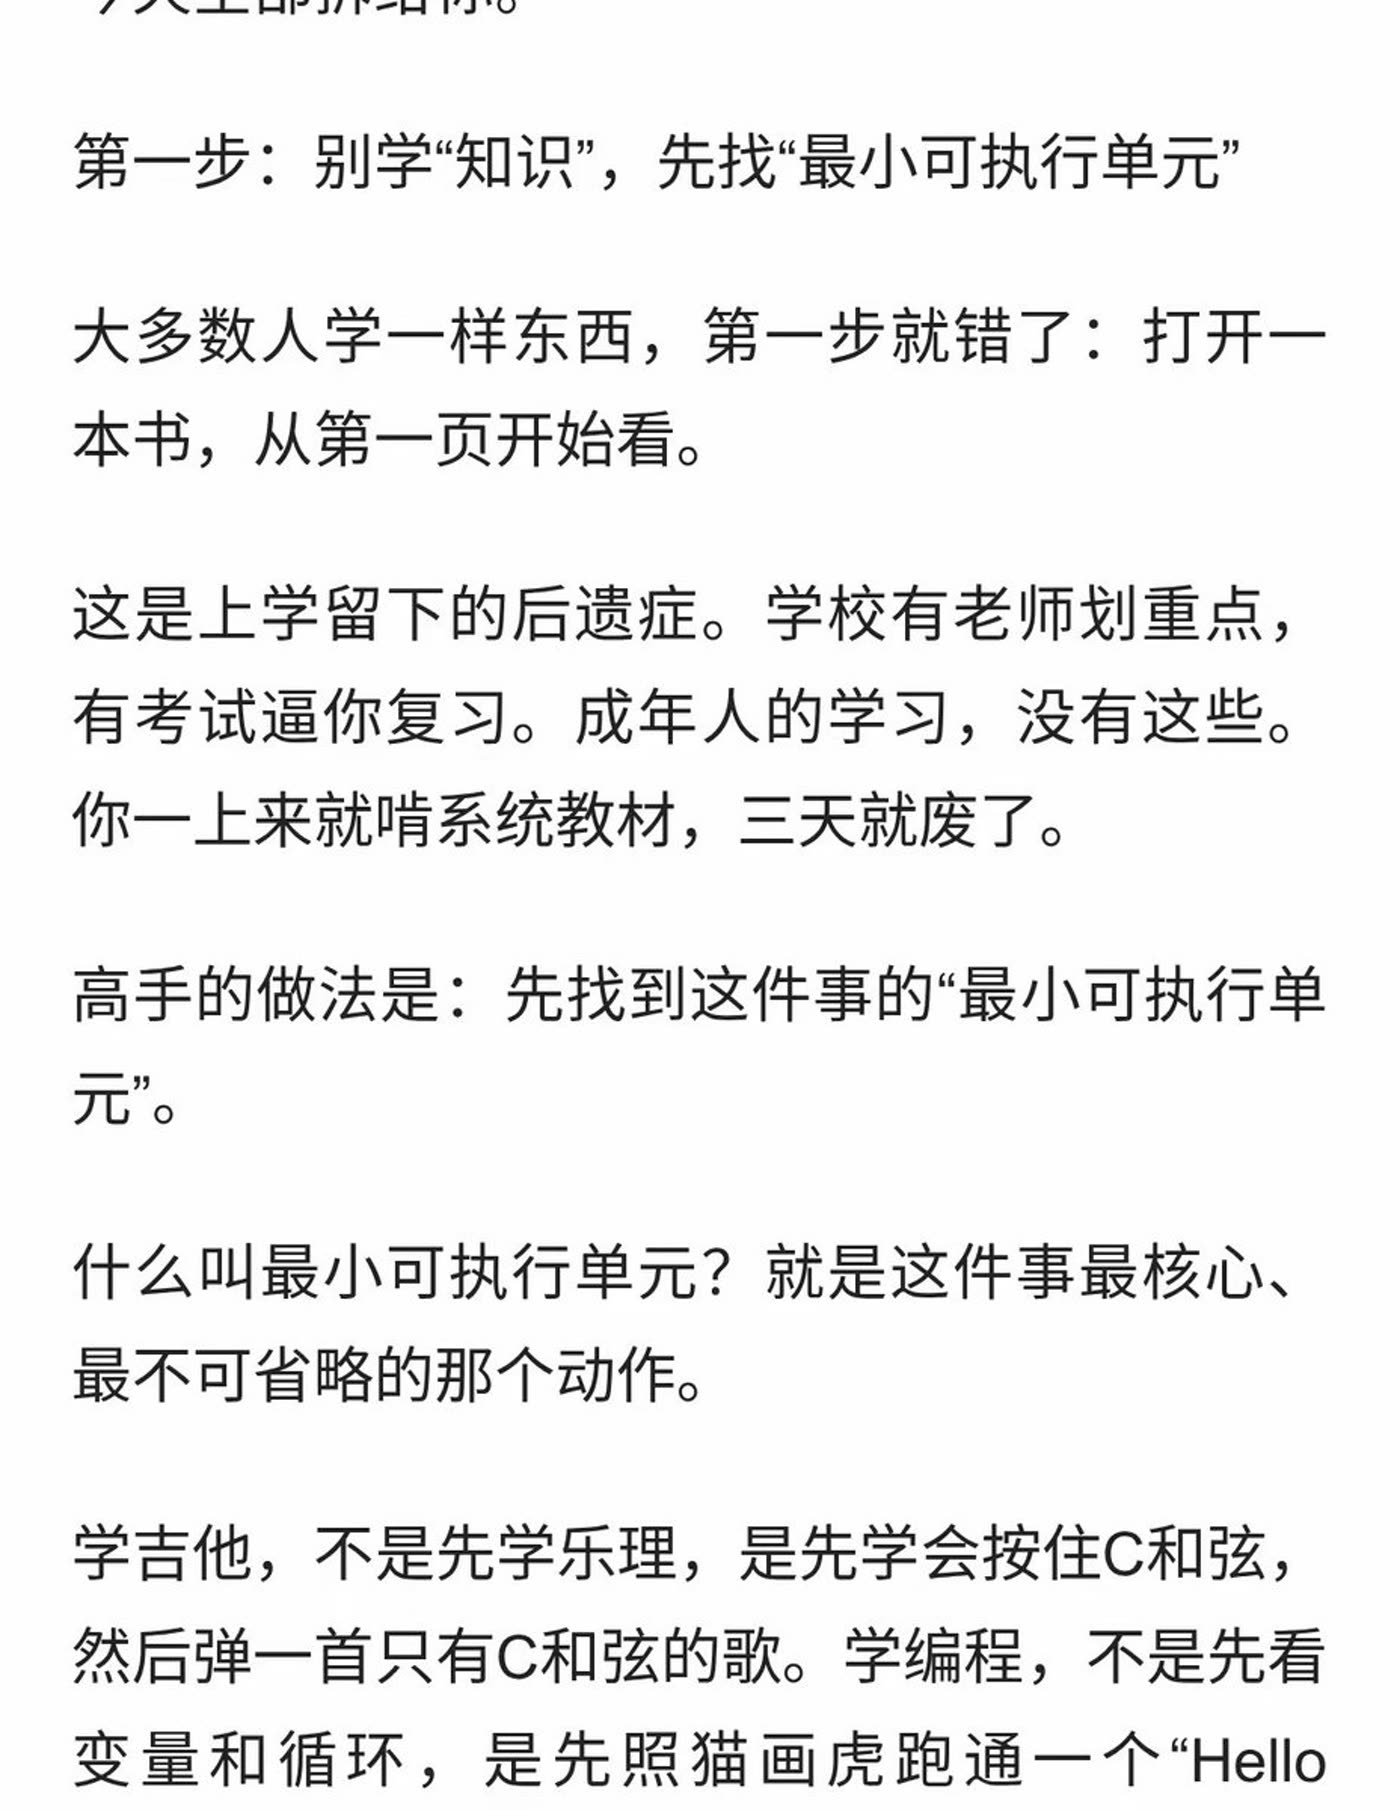 第一步：别学“知识”，先找“最小可执行单元”
大多数人学一样东西，第一步就错了：打开一
本书，从第一页开始看。
这是上学留下的后遗症。学校有老师划重点，
有考试逼你复习。成年人的学习，没有这些。
你一上来就啃系统教材，三天就废了。
高手的做法是：先找到这件事的“最小可执行单
元”。
什么叫最小可执行单元？就是这件事最核心、
最不可省略的那个动作。
学吉他，不是先学乐理，是先学会按住C和弦，
然后弹一首只有C和弦的歌。学编程，不是先看
变量和循环，是先照猫画虎跑通一个“Hello